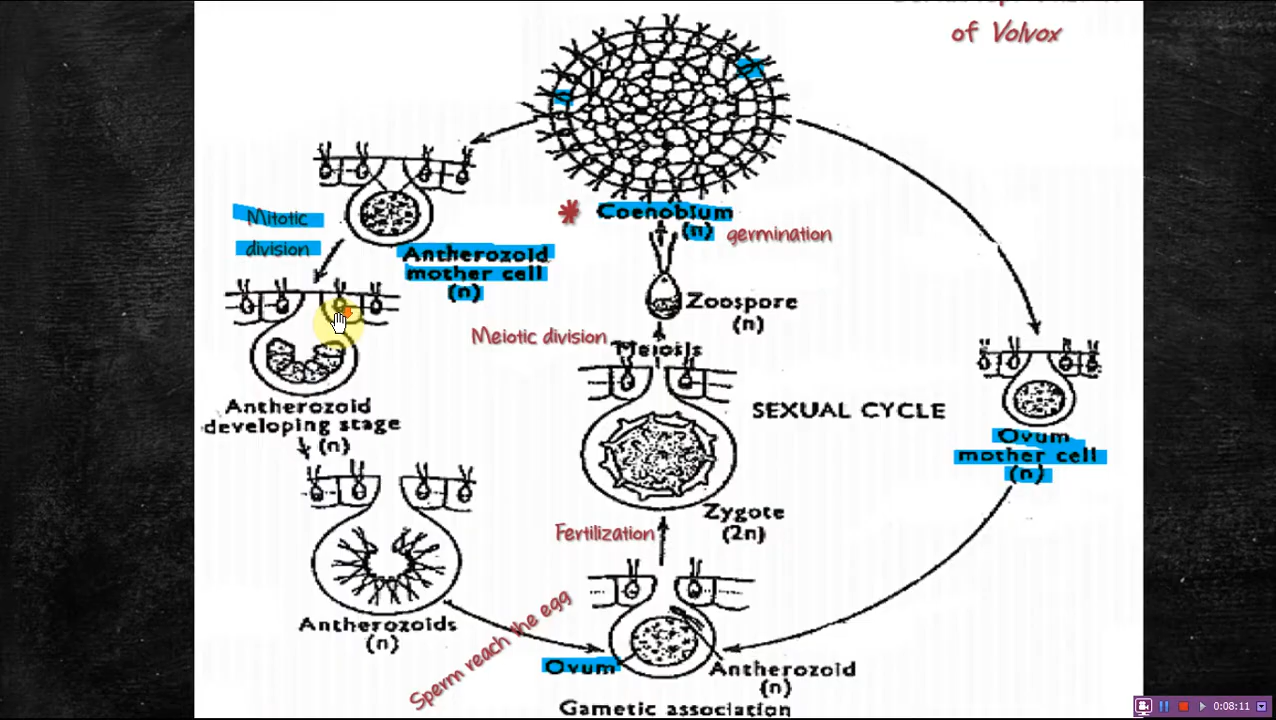 of Volvox
Coenobium
(n)
germination
Mitotic
division
Antherozoid
mother cell
(n)
Zoospore
(n)
Meiotic division
Meiosis
Antherozoid
developing stage
(n)
SEXUAL CYCLE
Ovum
mother cell
(n)
Zygote
(2n)
Fertilization
Antherozoids
(n)
Sperm reach the egg
Ovum
Antherozoid
(n)
Gametic association
0:08:11